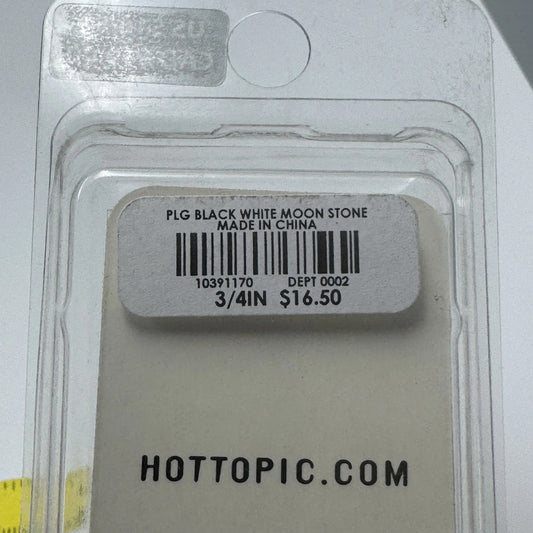 PLG BLACK WHITE MOON STONE
MADE IN CHINA
10391170 DEPT 0002
3/4IN $16.50
HOTTOPIC.COM